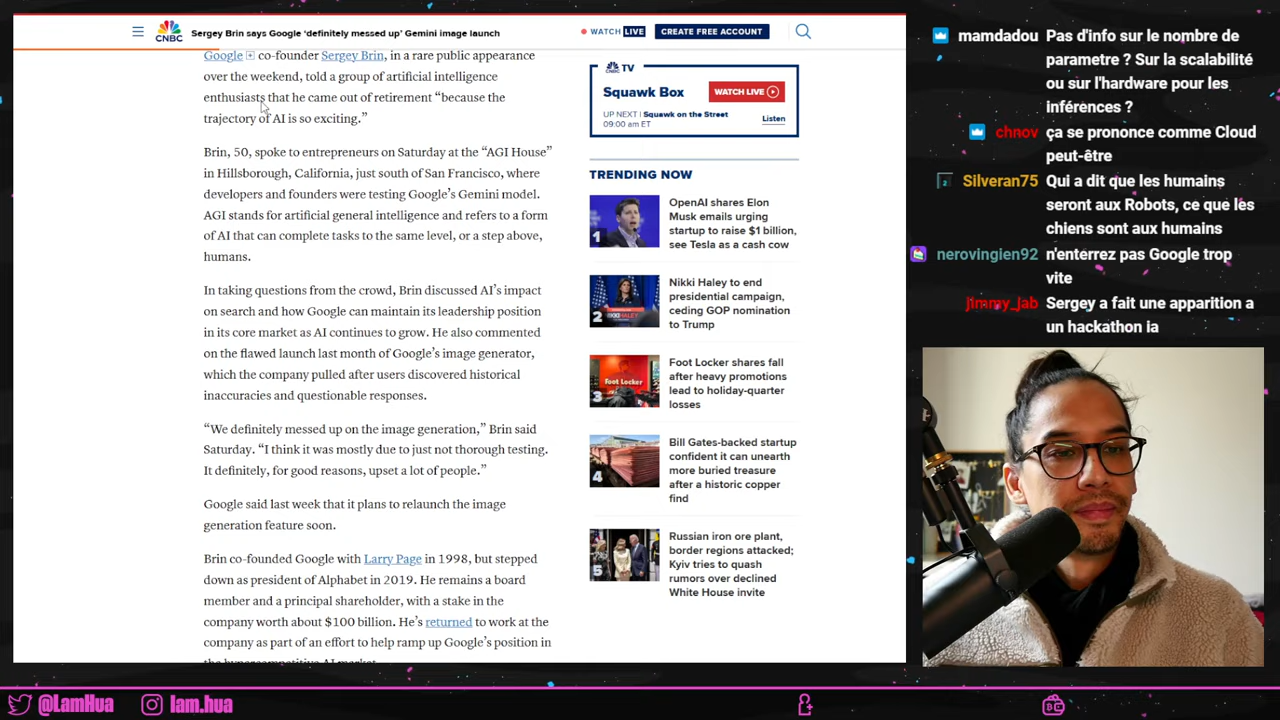 CNBC
Sergey Brin says Google ‘definitely messed up’ Gemini image launch
WATCH LIVE
CREATE FREE ACCOUNT
Google co-founder Sergey Brin, in a rare public appearance
over the weekend, told a group of artificial intelligence
enthusiasts that he came out of retirement “because the
trajectory of AI is so exciting.”
Brin, 50, spoke to entrepreneurs on Saturday at the “AGI House”
in Hillsborough, California, just south of San Francisco, where
developers and founders were testing Google’s Gemini model.
AGI stands for artificial general intelligence and refers to a form
of AI that can complete tasks to the same level, or a step above,
humans.
In taking questions from the crowd, Brin discussed AI’s impact
on search and how Google can maintain its leadership position
in its core market as AI continues to grow. He also commented
on the flawed launch last month of Google’s image generator,
which the company pulled after users discovered historical
inaccuracies and questionable responses.
“We definitely messed up on the image generation,” Brin said
Saturday. “I think it was mostly due to just not thorough testing.
It definitely, for good reasons, upset a lot of people.”
Google said last week that it plans to relaunch the image
generation feature soon.
Brin co-founded Google with Larry Page in 1998, but stepped
down as president of Alphabet in 2019. He remains a board
member and a principal shareholder, with a stake in the
company worth about $100 billion. He’s returned to work at the
company as part of an effort to help ramp up Google’s position in
the hypercompetitive AI market.
CNBC TV
Squawk Box
WATCH LIVE
UP NEXT | Squawk on the Street
09:00 am ET
Listen
TRENDING NOW
1
OpenAI shares Elon
Musk emails urging
startup to raise $1 billion,
see Tesla as a cash cow
2
Nikki Haley to end
presidential campaign,
ceding GOP nomination
to Trump
3
Foot Locker
Foot Locker shares fall
after heavy promotions
lead to holiday-quarter
losses
4
Bill Gates-backed startup
confident it can unearth
more buried treasure
after a historic copper
find
5
Russian iron ore plant,
border regions attacked;
Kyiv tries to quash
rumors over declined
White House invite
mamdadou Pas d'info sur le nombre de
parametre ? Sur la scalabilité
ou sur l'hardware pour les
inférences ?
chnov ça se prononce comme Cloud
peut-être
Silveran75 Qui a dit que les humains
seront aux Robots, ce que les
chiens sont aux humains
nerovingien92 n'enterrez pas Google trop
vite
j1mmy_jab Sergey a fait une apparition a
un hackathon ia
@LamHua
lam.hua